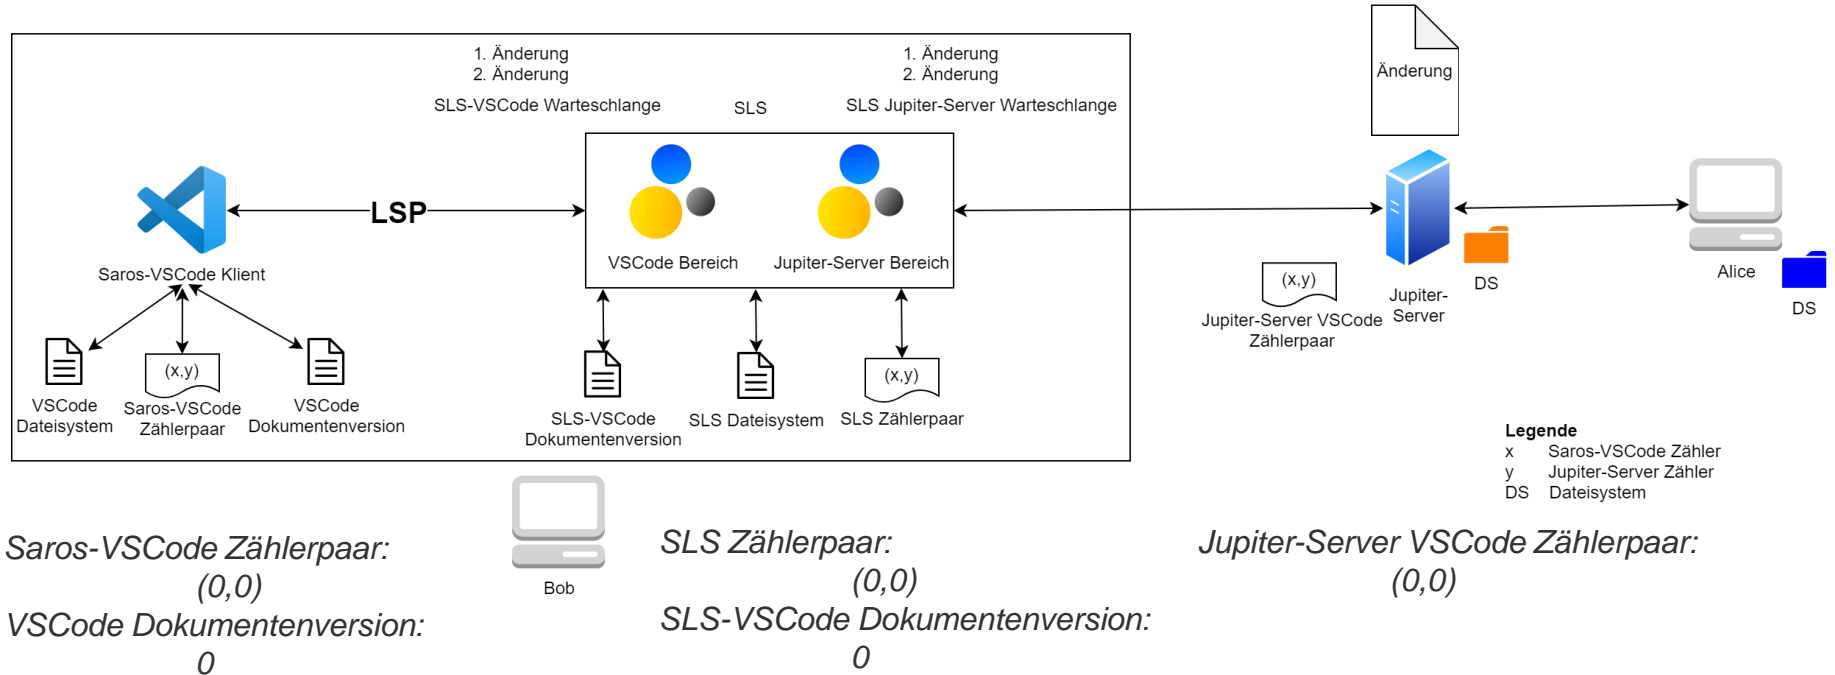 1. Änderung
2. Änderung
SLS-VSCode Warteschlange
SLS
1. Änderung
2. Änderung
SLS Jupiter-Server Warteschlange
Änderung
LSP
Saros-VSCode Klient
VSCode Bereich
Jupiter-Server Bereich
(x,y)
Jupiter-Server VSCode
Zählerpaar
Jupiter-
Server
DS
Alice
DS
VSCode
Dateisystem
(x,y)
Saros-VSCode
Zählerpaar
VSCode
Dokumentenversion
SLS-VSCode
Dokumentenversion
SLS Dateisystem
(x,y)
SLS Zählerpaar
Legende
x Saros-VSCode Zähler
y Jupiter-Server Zähler
DS Dateisystem
Bob
Saros-VSCode Zählerpaar:
(0,0)
VSCode Dokumentenversion:
0
SLS Zählerpaar:
(0,0)
SLS-VSCode Dokumentenversion:
0
Jupiter-Server VSCode Zählerpaar:
(0,0)